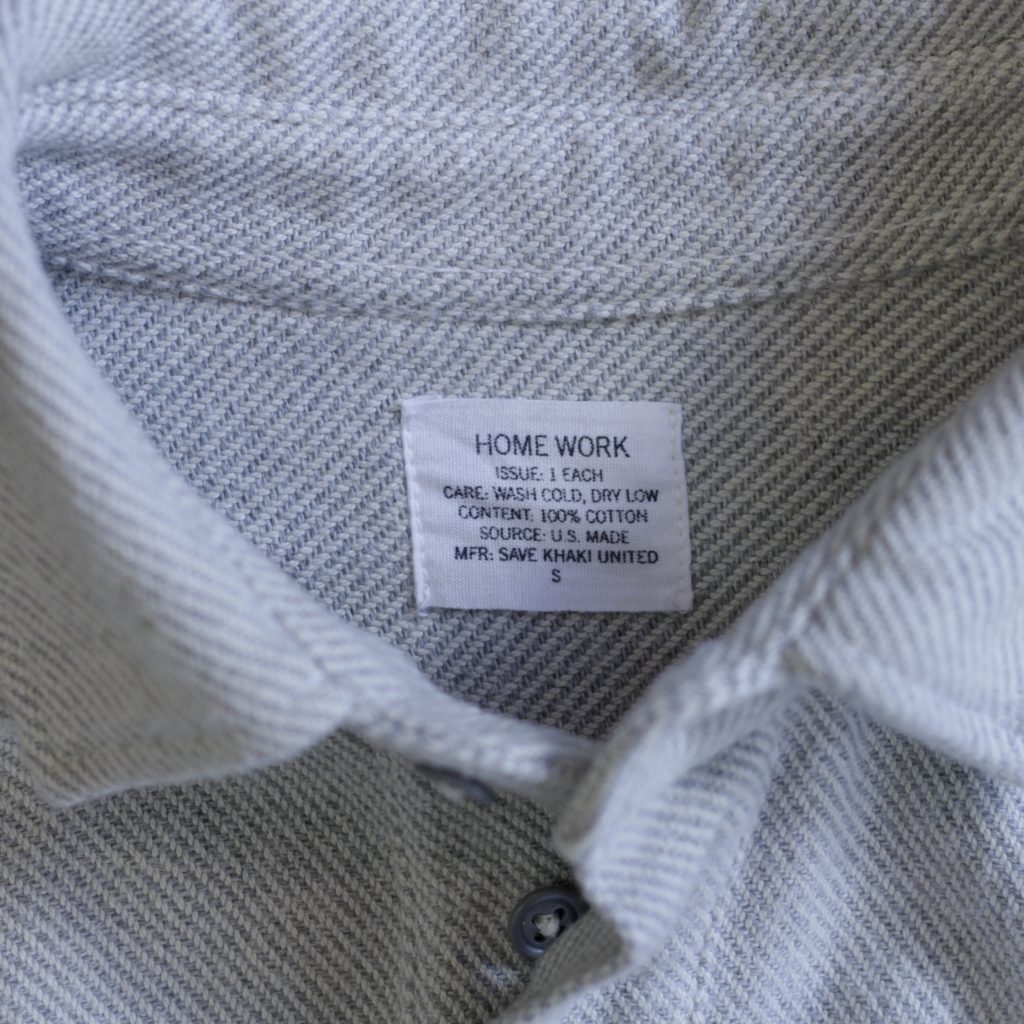 HOME WORK
ISSUE: 1 EACH
CARE: WASH COLD, DRY LOW
CONTENT: 100% COTTON
SOURCE: U.S. MADE
MFR: SAVE KHAKI UNITED
S